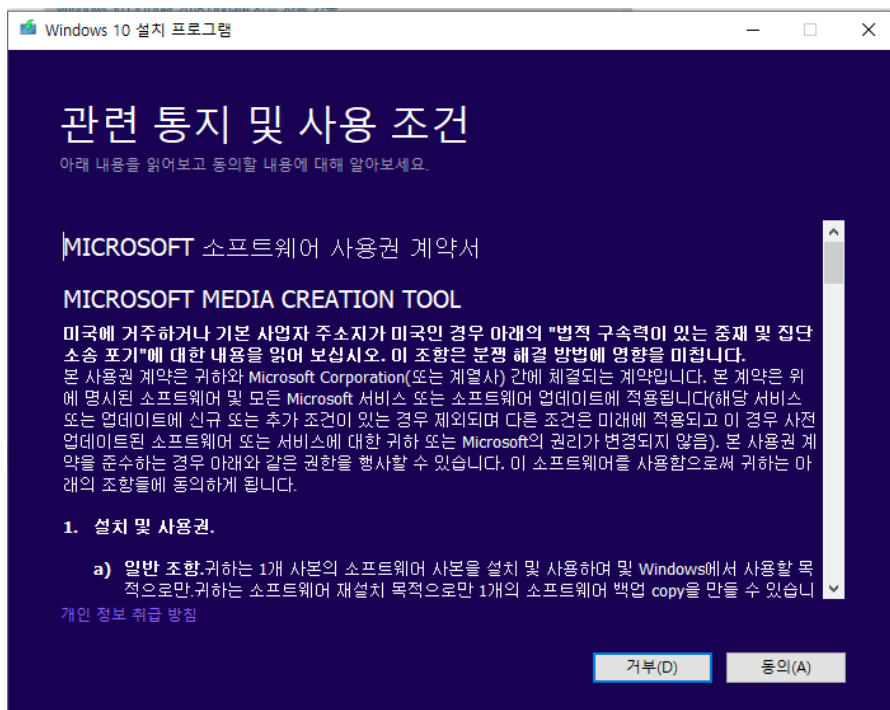 Windows 10 설치 프로그램
관련 통지 및 사용 조건
아래 내용을 읽어보고 동의할 내용에 대해 알아보세요.
MICROSOFT 소프트웨어 사용권 계약서
MICROSOFT MEDIA CREATION TOOL
미국에 거주하거나 기본 사업자 주소지가 미국인 경우 아래의 "법적 구속력이 있는 중재 및 집단
소송 포기"에 대한 내용을 읽어 보십시오. 이 조항은 분쟁 해결 방법에 영향을 미칩니다.
본 사용권 계약은 귀하와 Microsoft Corporation(또는 계열사) 간에 체결되는 계약입니다. 본 계약은 위
에 명시된 소프트웨어 및 모든 Microsoft 서비스 또는 소프트웨어 업데이트에 적용됩니다(해당 서비스
또는 업데이트에 신규 또는 추가 조건이 있는 경우 제외되며 다른 조건은 미래에 적용되고 이 경우 사전
업데이트된 소프트웨어 또는 서비스에 대한 귀하 또는 Microsoft의 권리가 변경되지 않음). 본 사용권 계
약을 준수하는 경우 아래와 같은 권한을 행사할 수 있습니다. 이 소프트웨어를 사용함으로써 귀하는 아
래의 조항들에 동의하게 됩니다.
1. 설치 및 사용권.
a) 일반 조항.귀하는 1개 사본의 소프트웨어 사본을 설치 및 사용하여 및 Windows에서 사용할 목
적으로만.귀하는 소프트웨어 재설치 목적으로만 1개의 소프트웨어 백업 copy을 만들 수 있습니
개인 정보 취급 방침
거부(D)
동의(A)